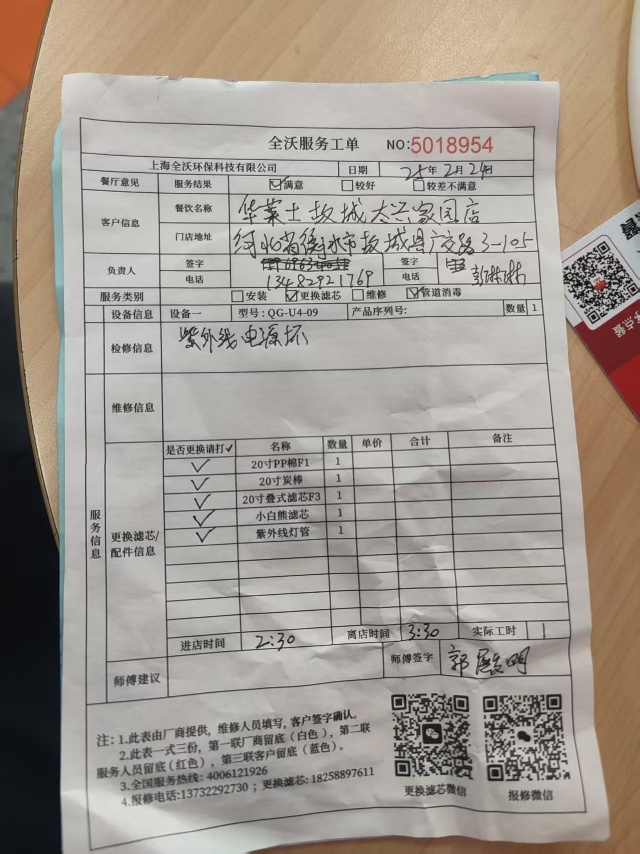 全沃服务工单 NO:5018954
上海全沃环保科技有限公司 日期 25年2月24日
餐厅意见 服务结果 ☑满意 □较好 □较差不满意
客户信息 餐饮名称 华莱士故城大兴家园店
门店地址 河北省衡水市故城县广交路3-105
负责人 签字 签字
电话 13482921769 电话
服务类别 □安装 ☑更换滤芯 □维修 ☑管道消毒
设备信息 设备一 型号:QG-U4-09 产品序列号: 数量 1
检修信息 紫外线电源坏
维修信息
服务信息
更换滤芯/配件信息
是否更换请打✓ 名称 数量 单价 合计 备注
✓ 20寸PP棉F1 1
✓ 20寸炭棒 1
✓ 20寸叠式滤芯F3 1
✓ 小白熊滤芯 1
✓ 紫外线灯管 1
进店时间 2:30 离店时间 3:30 实际工时 1
师傅建议 师傅签字
注: 1.此表由厂商提供，维修人员填写，客户签字确认。
2.此表一式三份，第一联厂商留底(白色)，第二联
服务人员留底(红色)，第三联客户留底(蓝色)。
3.全国服务热线: 4006121926
4.报修电话:13732292730；更换滤芯: 18258897611
更换滤芯微信 报修微信